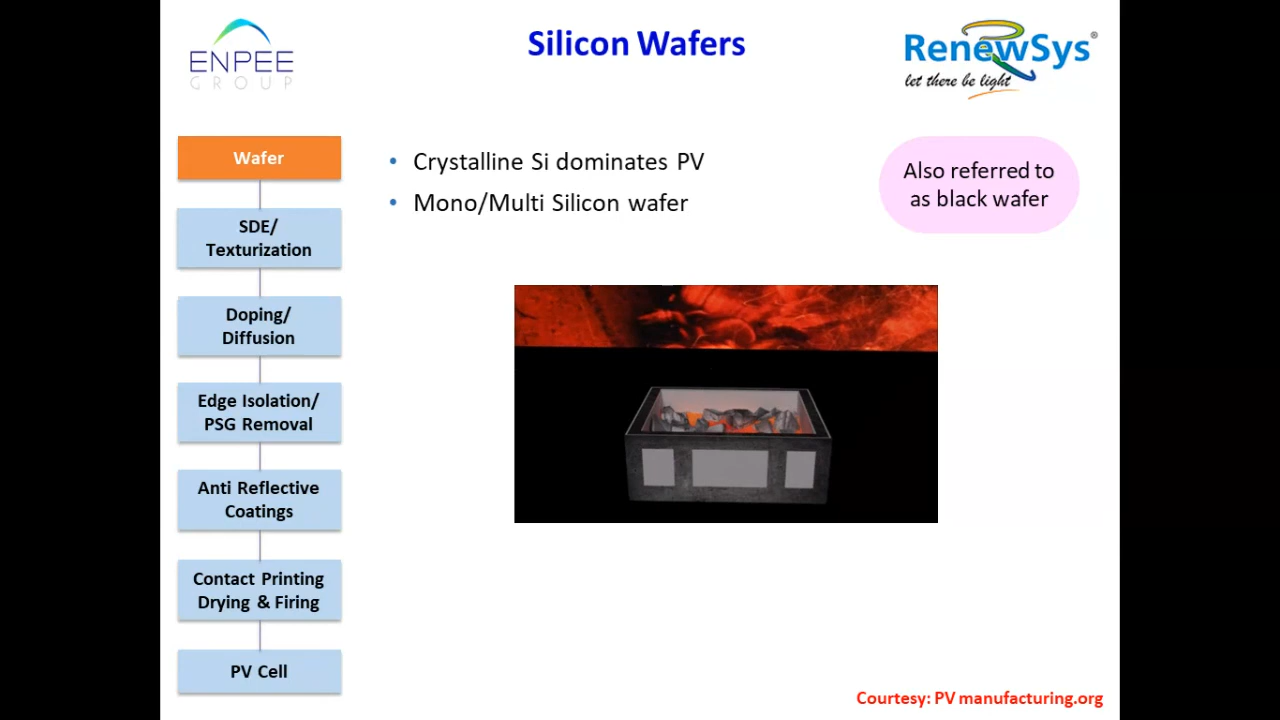 ENPEE
GROUP
Silicon Wafers
RenewSys®
let there be light
Wafer
SDE/
Texturization
Doping/
Diffusion
Edge Isolation/
PSG Removal
Anti Reflective
Coatings
Contact Printing
Drying & Firing
PV Cell
• Crystalline Si dominates PV
• Mono/Multi Silicon wafer
Also referred to
as black wafer
Courtesy: PV manufacturing.org